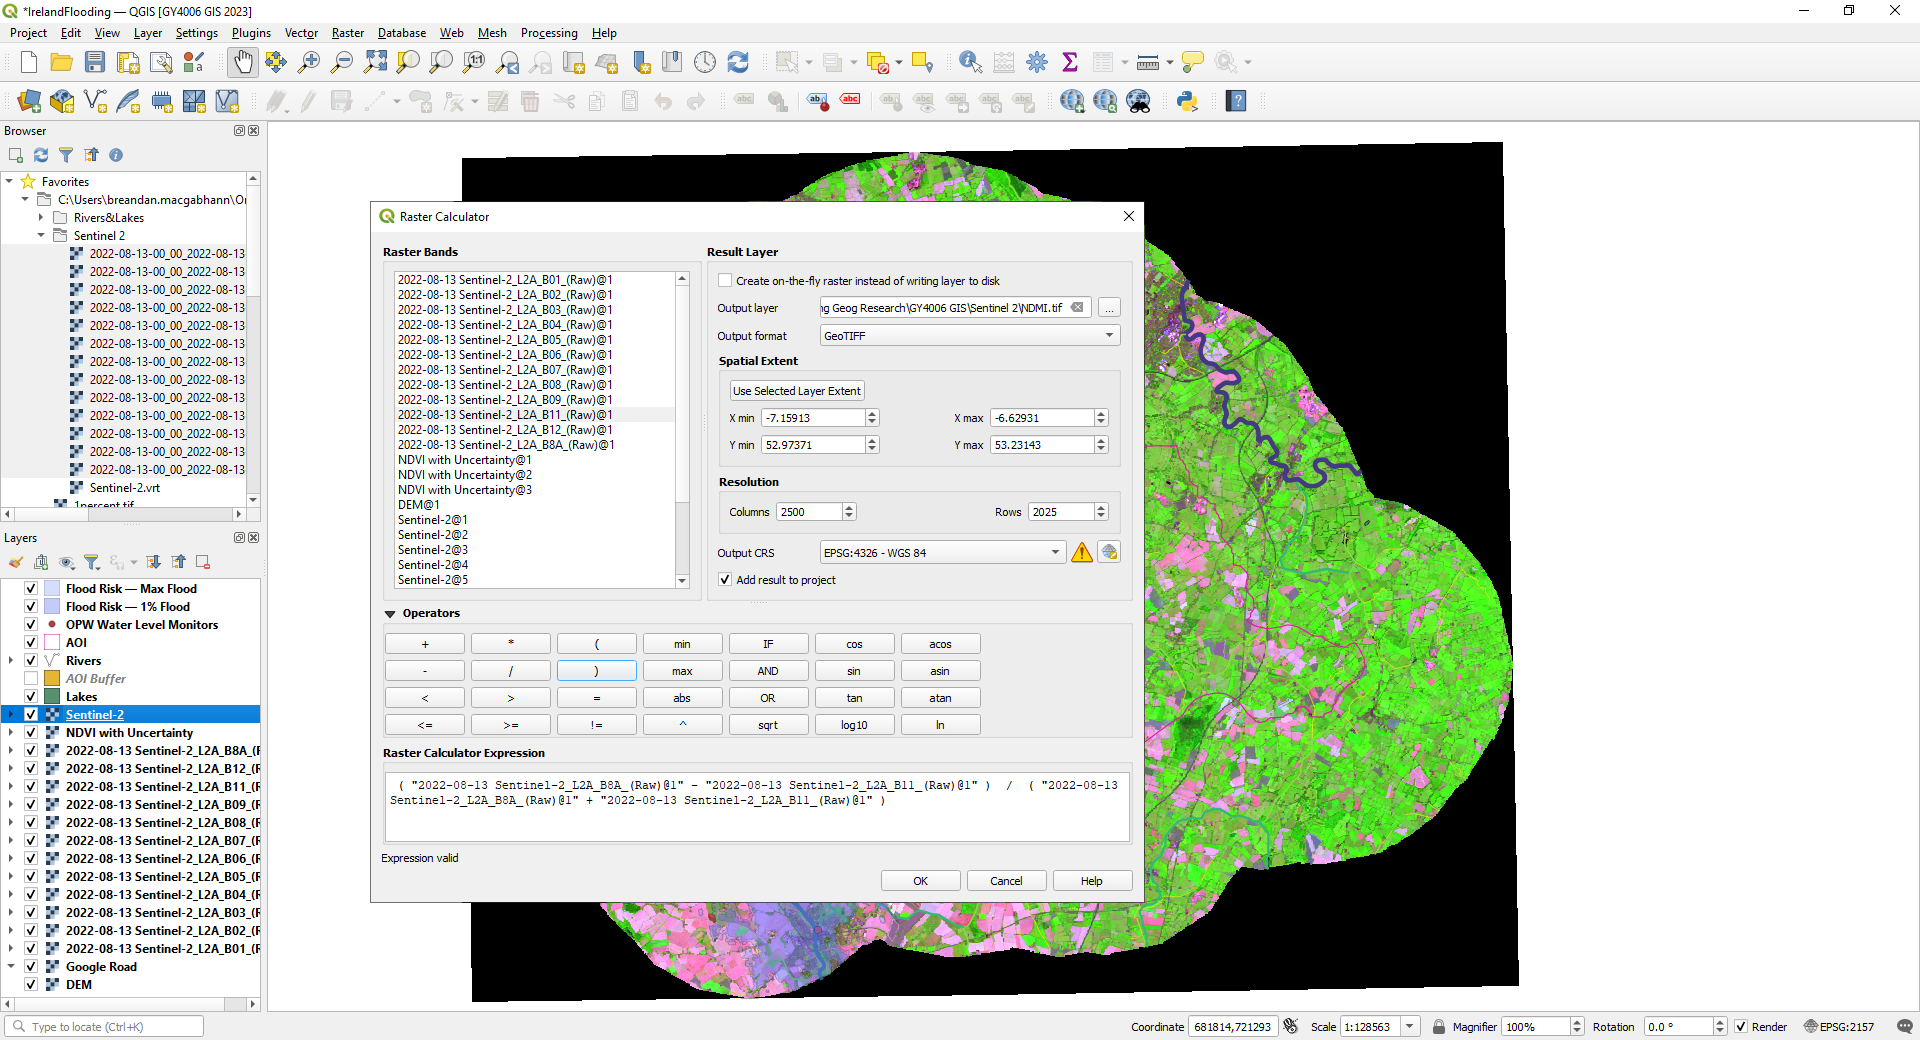 *IrelandFlooding — QGIS [GY4006 GIS 2023]
Project Edit View Layer Settings Plugins Vector Raster Database Web Mesh Processing Help
Browser
Favorites
C:\Users\breandan.macgabhann\Or
Rivers&Lakes
Sentinel 2
2022-08-13-00_00_2022-08-13
2022-08-13-00_00_2022-08-13
2022-08-13-00_00_2022-08-13
2022-08-13-00_00_2022-08-13
2022-08-13-00_00_2022-08-13
2022-08-13-00_00_2022-08-13
2022-08-13-00_00_2022-08-13
2022-08-13-00_00_2022-08-13
2022-08-13-00_00_2022-08-13
2022-08-13-00_00_2022-08-13
2022-08-13-00_00_2022-08-13
2022-08-13-00_00_2022-08-13
2022-08-13-00_00_2022-08-13
Sentinel-2.vrt
1percent.tif
Layers
Flood Risk — Max Flood
Flood Risk — 1% Flood
OPW Water Level Monitors
AOI
Rivers
AOI Buffer
Lakes
Sentinel-2
NDVI with Uncertainty
2022-08-13 Sentinel-2_L2A_B8A_(R
2022-08-13 Sentinel-2_L2A_B12_(R
2022-08-13 Sentinel-2_L2A_B11_(R
2022-08-13 Sentinel-2_L2A_B09_(R
2022-08-13 Sentinel-2_L2A_B08_(R
2022-08-13 Sentinel-2_L2A_B07_(R
2022-08-13 Sentinel-2_L2A_B06_(R
2022-08-13 Sentinel-2_L2A_B05_(R
2022-08-13 Sentinel-2_L2A_B04_(R
2022-08-13 Sentinel-2_L2A_B03_(R
2022-08-13 Sentinel-2_L2A_B02_(R
2022-08-13 Sentinel-2_L2A_B01_(R
Google Road
DEM
Raster Calculator
Raster Bands
2022-08-13 Sentinel-2_L2A_B01_(Raw)@1
2022-08-13 Sentinel-2_L2A_B02_(Raw)@1
2022-08-13 Sentinel-2_L2A_B03_(Raw)@1
2022-08-13 Sentinel-2_L2A_B04_(Raw)@1
2022-08-13 Sentinel-2_L2A_B05_(Raw)@1
2022-08-13 Sentinel-2_L2A_B06_(Raw)@1
2022-08-13 Sentinel-2_L2A_B07_(Raw)@1
2022-08-13 Sentinel-2_L2A_B08_(Raw)@1
2022-08-13 Sentinel-2_L2A_B09_(Raw)@1
2022-08-13 Sentinel-2_L2A_B11_(Raw)@1
2022-08-13 Sentinel-2_L2A_B12_(Raw)@1
2022-08-13 Sentinel-2_L2A_B8A_(Raw)@1
NDVI with Uncertainty@1
NDVI with Uncertainty@2
NDVI with Uncertainty@3
DEM@1
Sentinel-2@1
Sentinel-2@2
Sentinel-2@3
Sentinel-2@4
Sentinel-2@5
Result Layer
Create on-the-fly raster instead of writing layer to disk
Output layer ng Geog Research\GY4006 GIS\Sentinel 2\NDMI.tif ...
Output format GeoTIFF
Spatial Extent
Use Selected Layer Extent
X min -7.15913 X max -6.62931
Y min 52.97371 Y max 53.23143
Resolution
Columns 2500 Rows 2025
Output CRS EPSG:4326 - WGS 84
Add result to project
Operators
+ * ( min IF cos acos
- / ) max AND sin asin
< > = abs OR tan atan
<= >= != ^ sqrt log10 ln
Raster Calculator Expression
( "2022-08-13 Sentinel-2_L2A_B8A_(Raw)@1" - "2022-08-13 Sentinel-2_L2A_B11_(Raw)@1" ) / ( "2022-08-13
Sentinel-2_L2A_B8A_(Raw)@1" + "2022-08-13 Sentinel-2_L2A_B11_(Raw)@1" )
Expression valid
OK Cancel Help
Type to locate (Ctrl+K) Coordinate 681814,721293 Scale 1:128563 Magnifier 100% Rotation 0.0 ° Render EPSG:2157